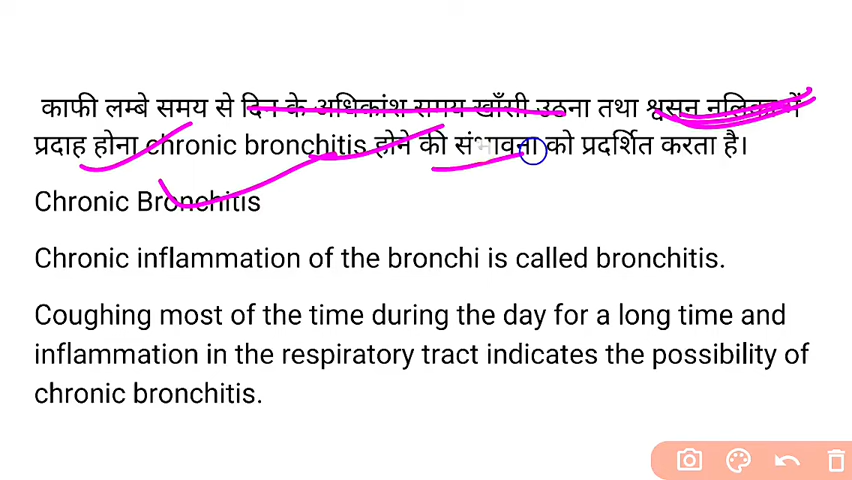 काफी लम्बे समय से दिन के अधिकांश समय खाँसी उठना तथा श्वसन नलिका में
प्रदाह होना chronic bronchitis होने की संभावना को प्रदर्शित करता है।
Chronic Bronchitis
Chronic inflammation of the bronchi is called bronchitis.
Coughing most of the time during the day for a long time and
inflammation in the respiratory tract indicates the possibility of
chronic bronchitis.